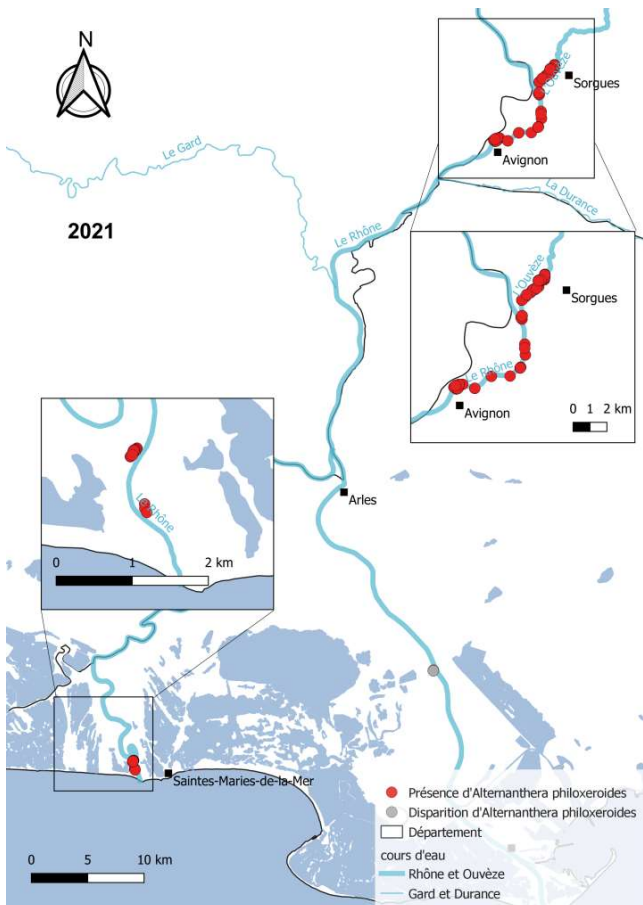 N
Sorgues
L'Ouvèze
Avignon
Le Gard
La Durance
2021
Le Rhône
L'Ouvèze
Sorgues
Le Rhône
Avignon
0 1 2 km
Le Rhône
Arles
0 1 2 km
Saintes-Maries-de-la-Mer
Présence d'Alternanthera philoxeroides
Disparition d'Alternanthera philoxeroides
Département
cours d'eau
Rhône et Ouvèze
Gard et Durance
0 5 10 km